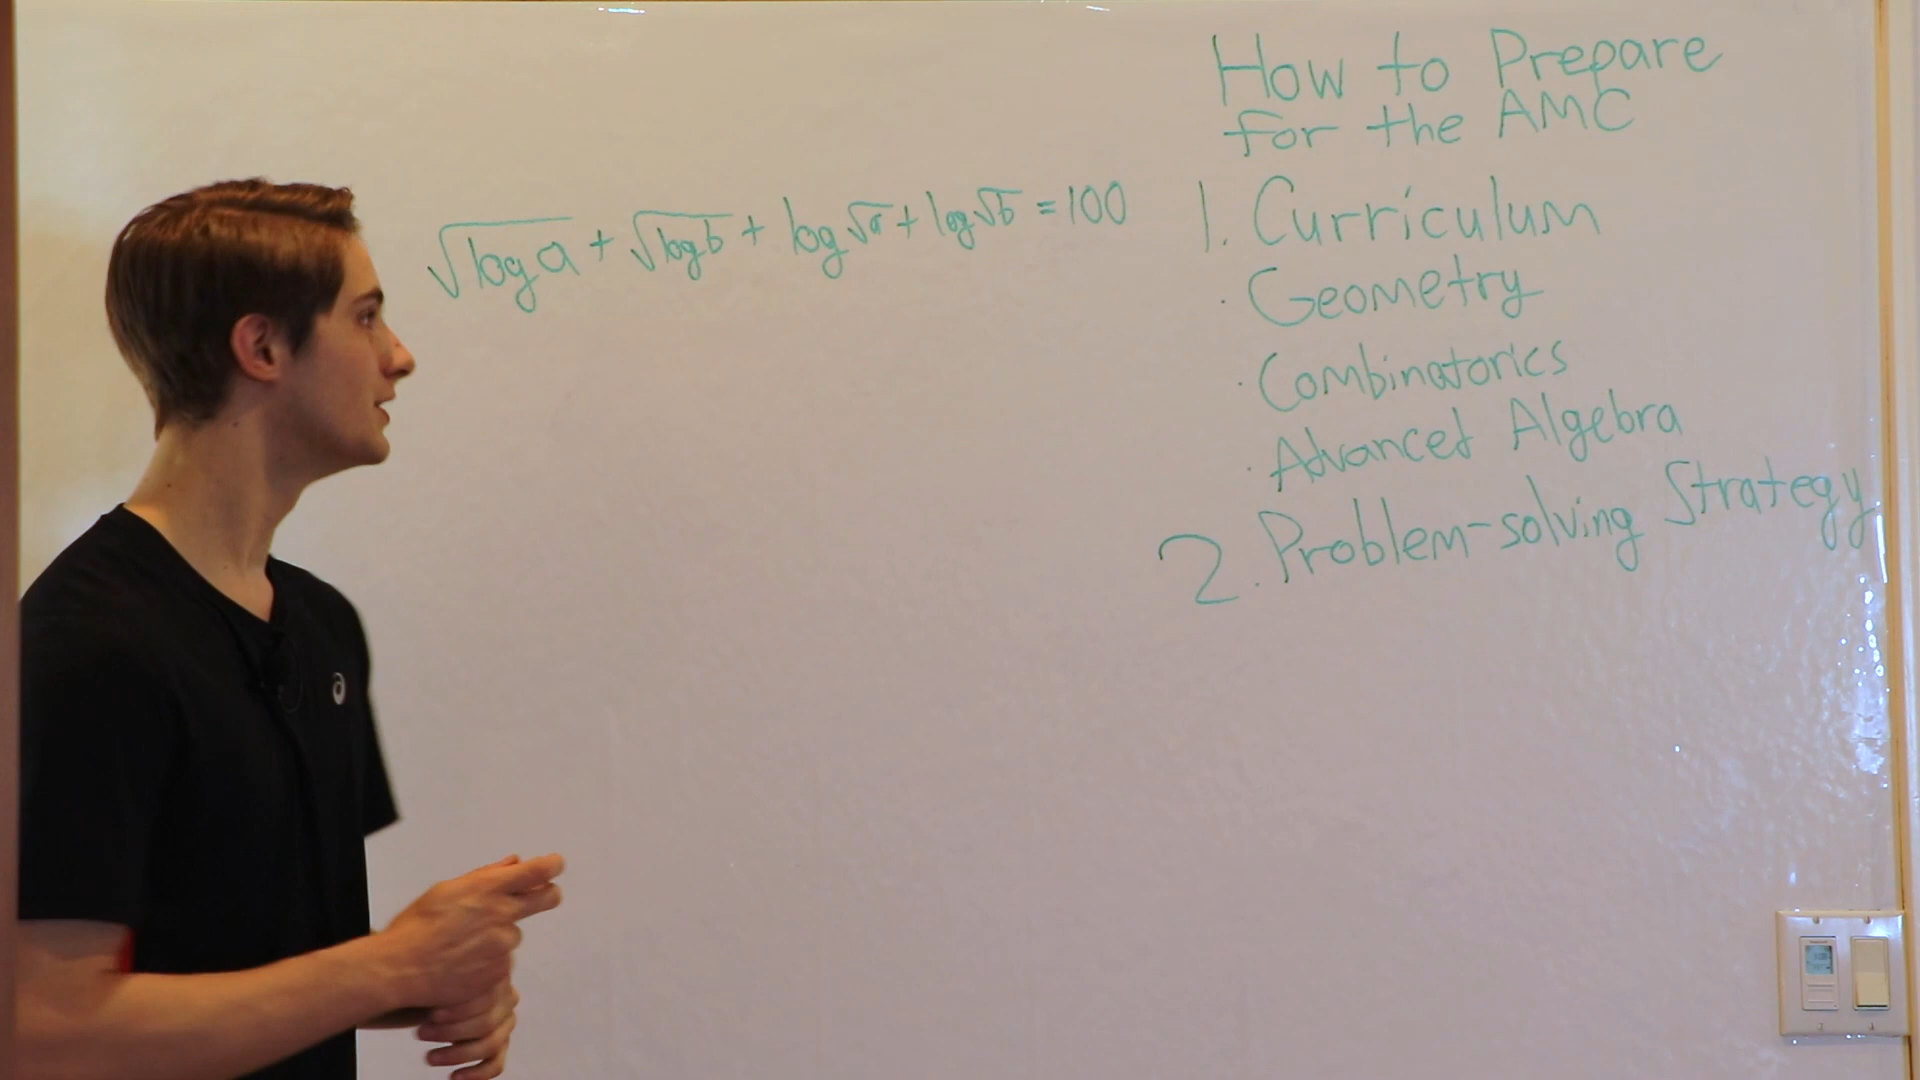 √log a + √log b + log √a + log √b = 100
How to Prepare
for the AMC
1. Curriculum
· Geometry
· Combinatorics
· Advanced Algebra
2. Problem-solving Strategy